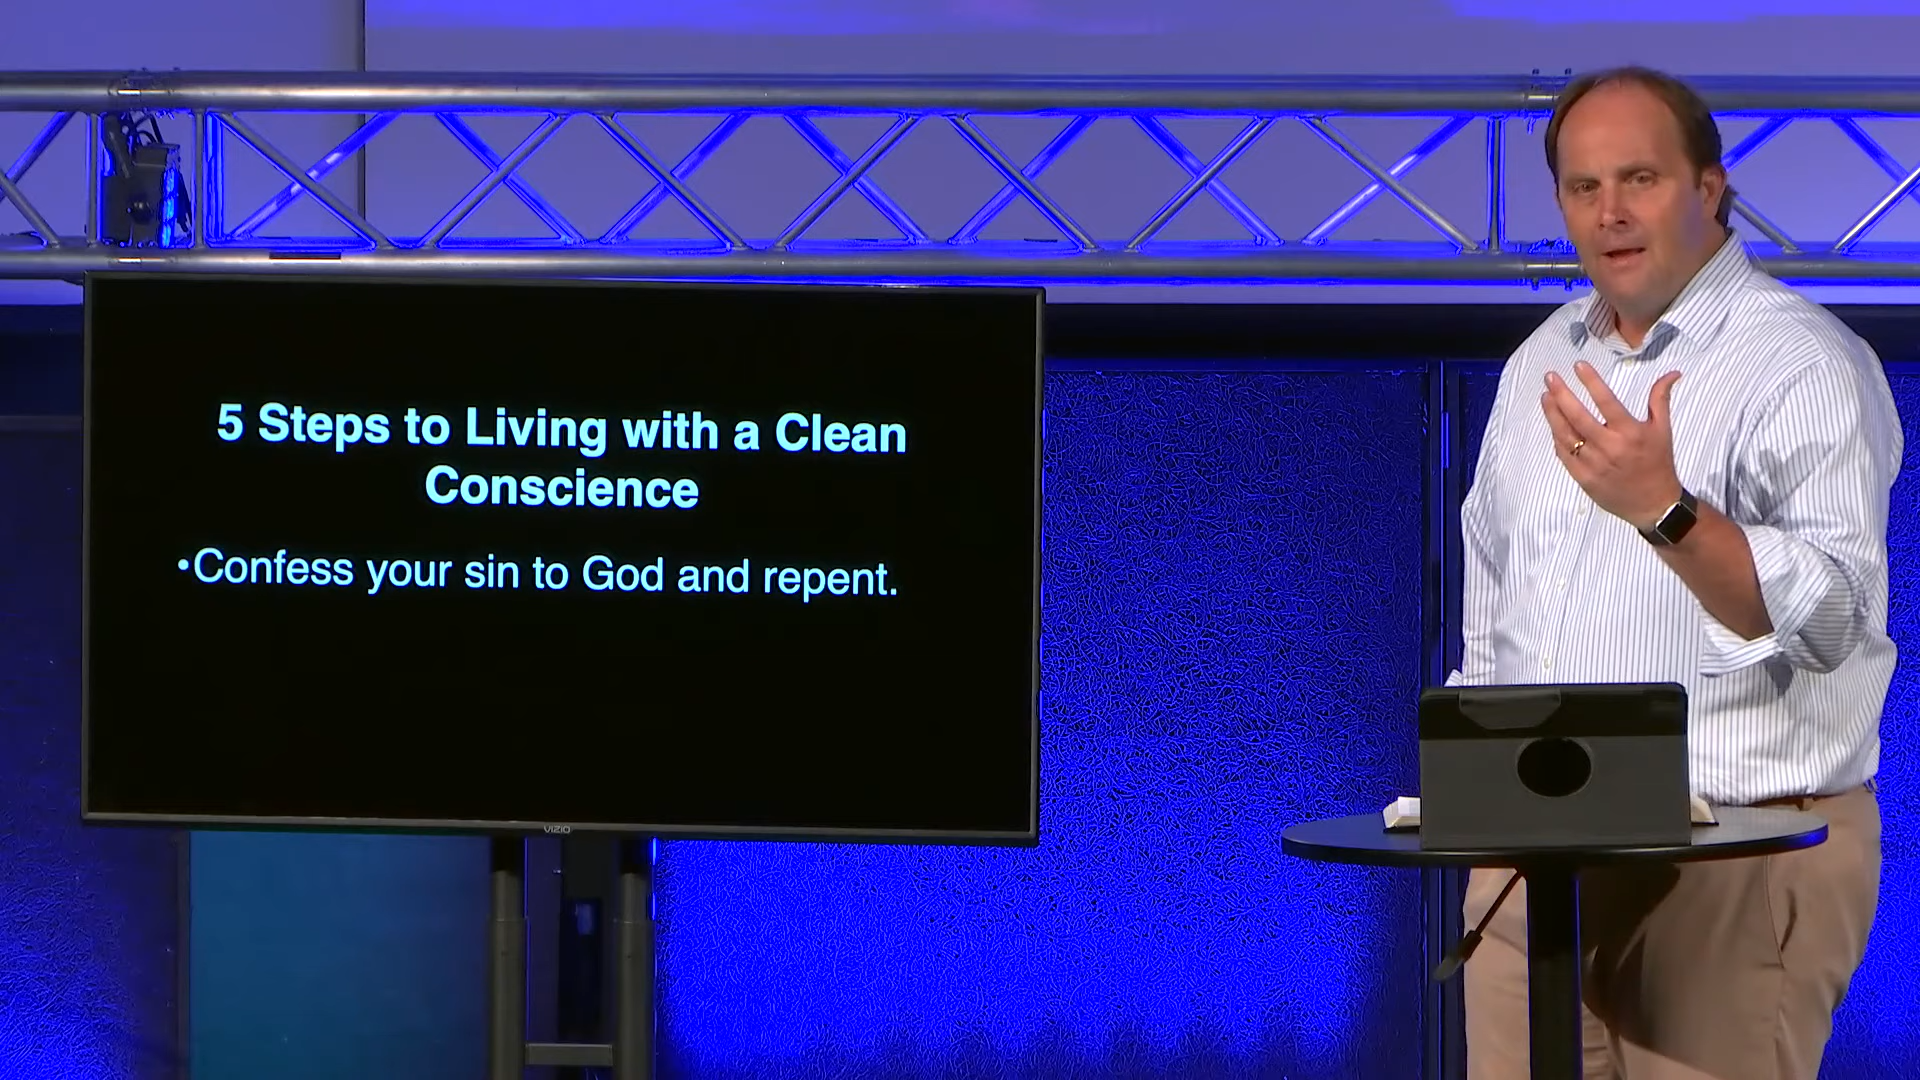 5 Steps to Living with a Clean
Conscience
•Confess your sin to God and repent.
VIZIO